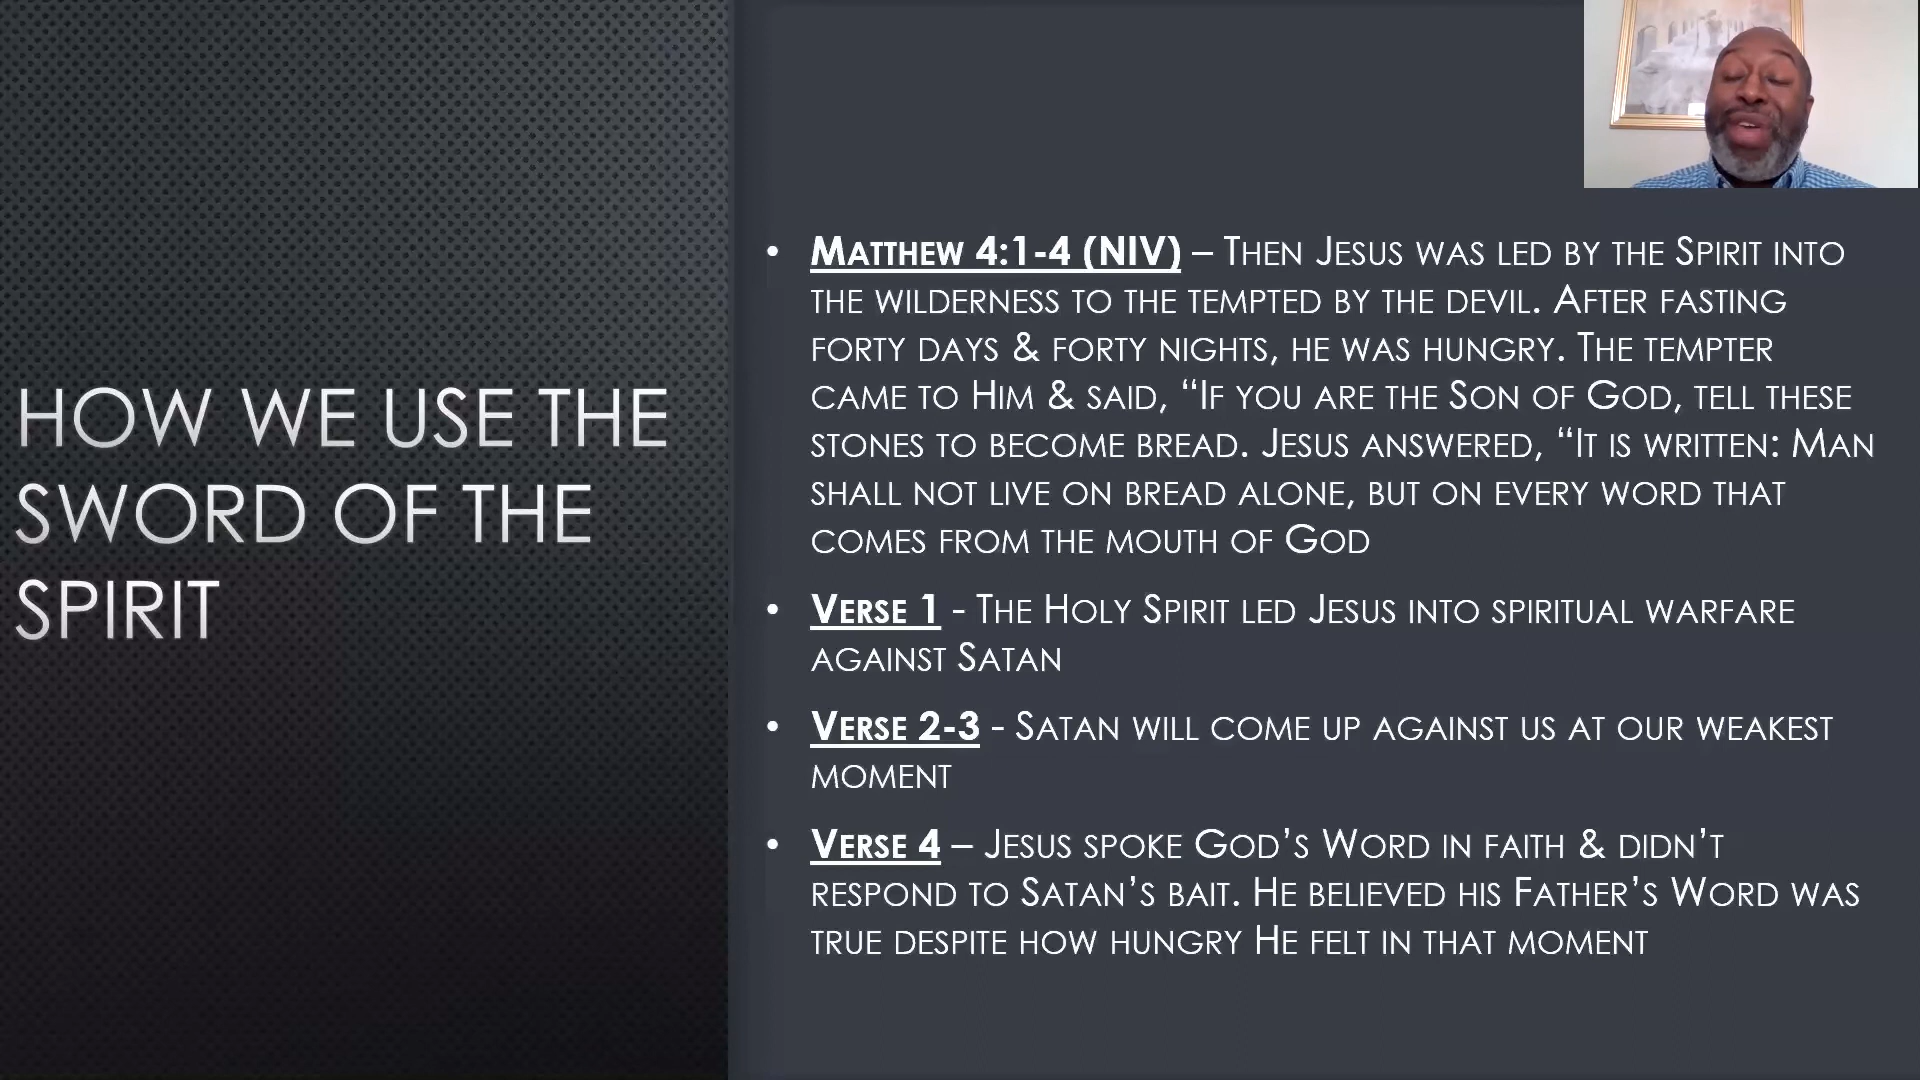 HOW WE USE THE
SWORD OF THE
SPIRIT
• MATTHEW 4:1-4 (NIV) – THEN JESUS WAS LED BY THE SPIRIT INTO
THE WILDERNESS TO THE TEMPTED BY THE DEVIL. AFTER FASTING
FORTY DAYS & FORTY NIGHTS, HE WAS HUNGRY. THE TEMPTER
CAME TO HIM & SAID, “IF YOU ARE THE SON OF GOD, TELL THESE
STONES TO BECOME BREAD. JESUS ANSWERED, “IT IS WRITTEN: MAN
SHALL NOT LIVE ON BREAD ALONE, BUT ON EVERY WORD THAT
COMES FROM THE MOUTH OF GOD
• VERSE 1 - THE HOLY SPIRIT LED JESUS INTO SPIRITUAL WARFARE
AGAINST SATAN
• VERSE 2-3 - SATAN WILL COME UP AGAINST US AT OUR WEAKEST
MOMENT
• VERSE 4 – JESUS SPOKE GOD’S WORD IN FAITH & DIDN’T
RESPOND TO SATAN’S BAIT. HE BELIEVED HIS FATHER’S WORD WAS
TRUE DESPITE HOW HUNGRY HE FELT IN THAT MOMENT